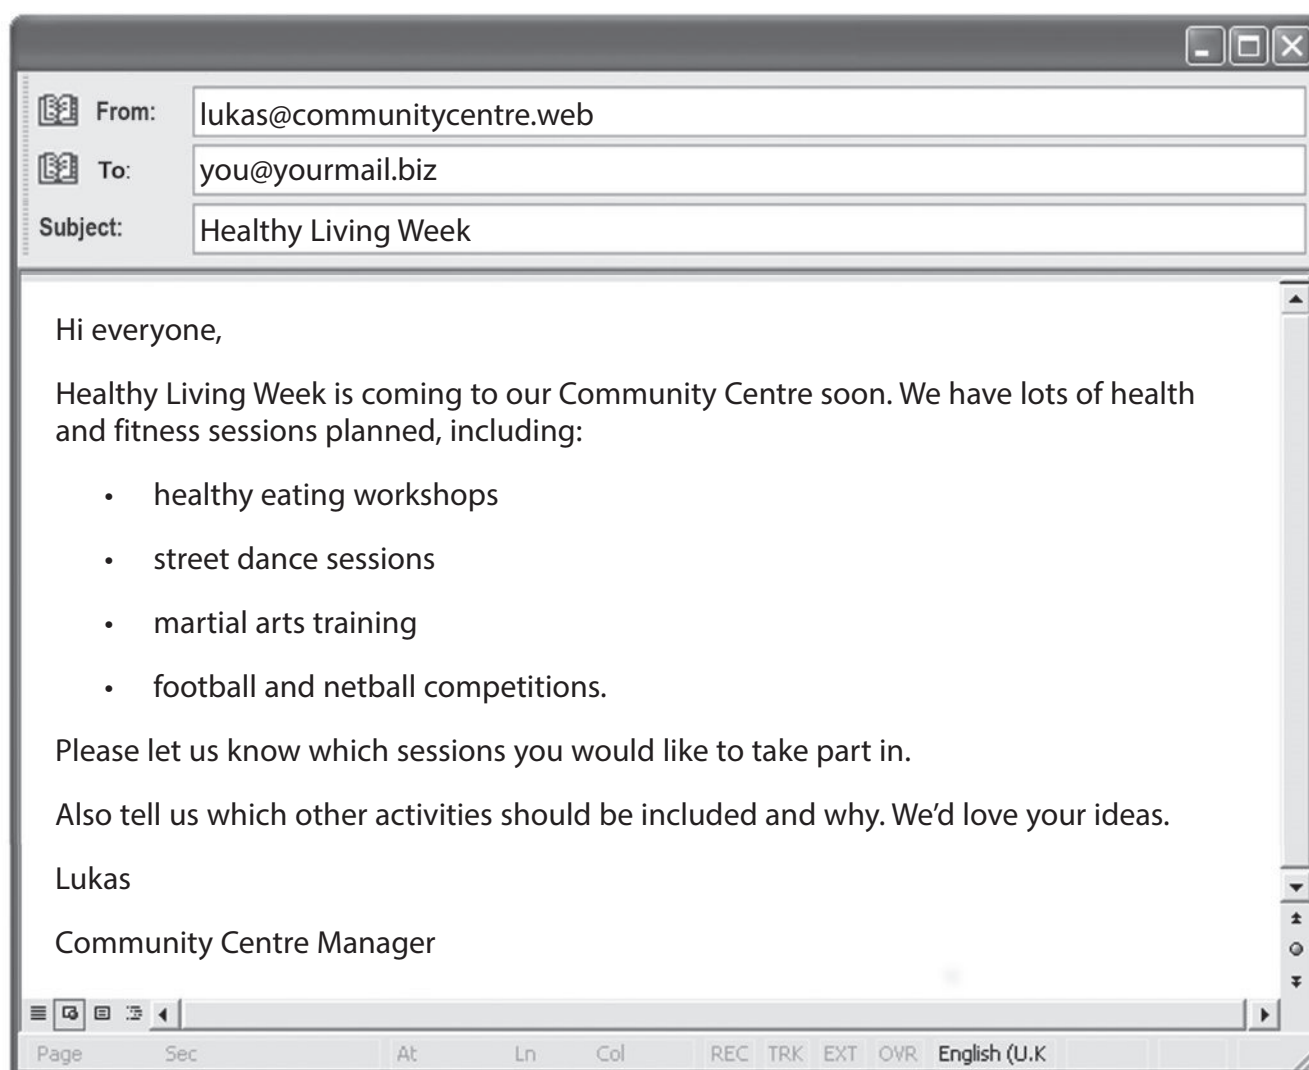 From: lukas@communitycentre.web
To: you@yourmail.biz
Subject: Healthy Living Week
Hi everyone,
Healthy Living Week is coming to our Community Centre soon. We have lots of health
and fitness sessions planned, including:
• healthy eating workshops
• street dance sessions
• martial arts training
• football and netball competitions.
Please let us know which sessions you would like to take part in.
Also tell us which other activities should be included and why. We'd love your ideas.
Lukas
Community Centre Manager
Page Sec At Ln Col REC TRK EXT OVR English (U.K